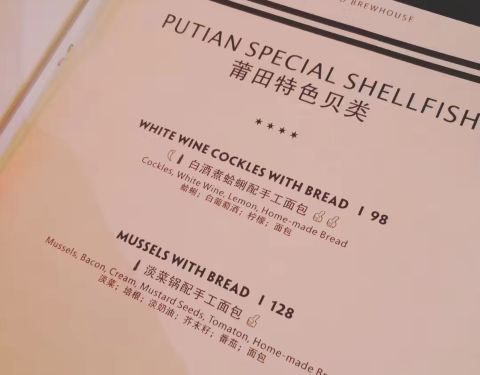 BREWHOUSE
PUTIAN SPECIAL SHELLFISH
莆田特色贝类
WHITE WINE COCKLES WITH BREAD | 98
白酒煮蛤蜊配手工面包
Cockles, White Wine, Lemon, Home-made Bread
蛤蜊；白葡萄酒；柠檬；面包
MUSSELS WITH BREAD | 128
淡菜锅配手工面包
Mussels, Bacon, Cream, Mustard Seeds, Tomaton, Home-made Bre
淡菜；培根；淡奶油；芥末籽；番茄；面包